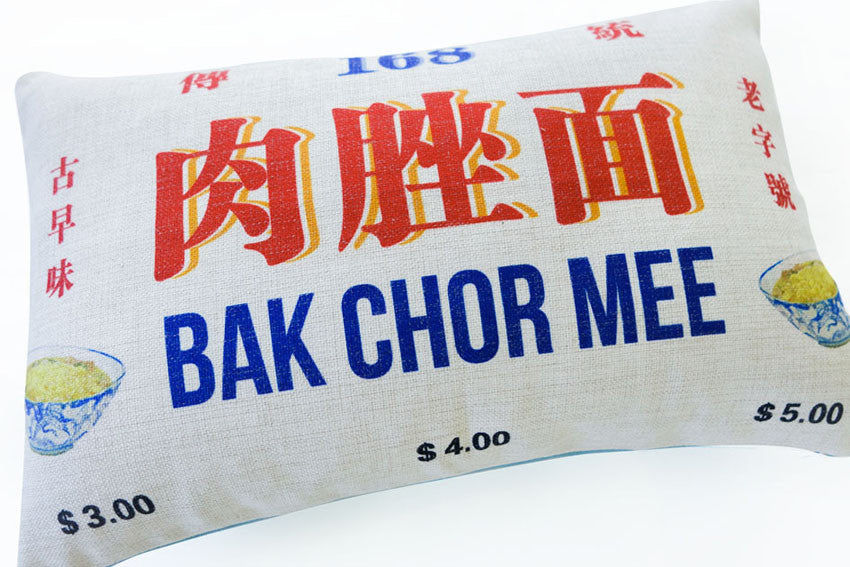 傳 168 統
古早味
肉脞面
老字號
BAK CHOR MEE
$3.00
$4.00
$5.00